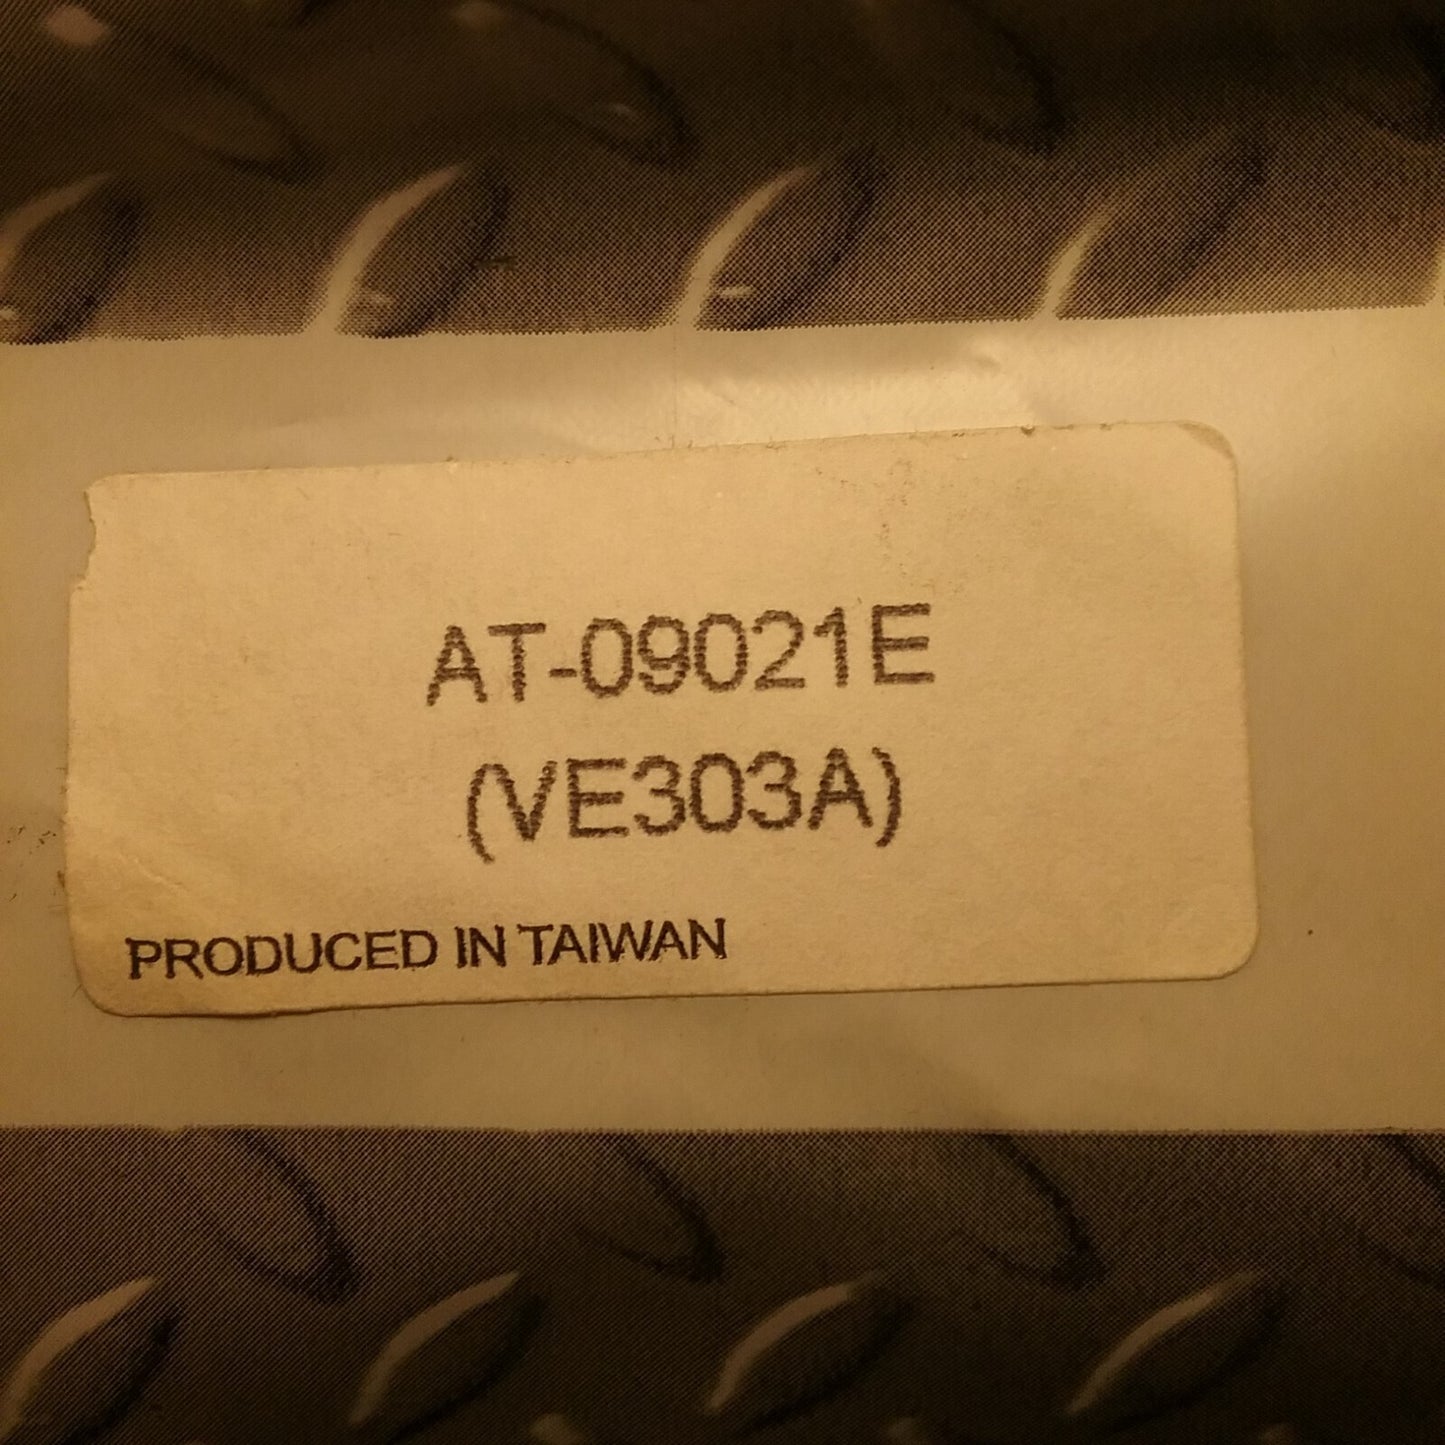 AT-09021E
(VE303A)
PRODUCED IN TAIWAN